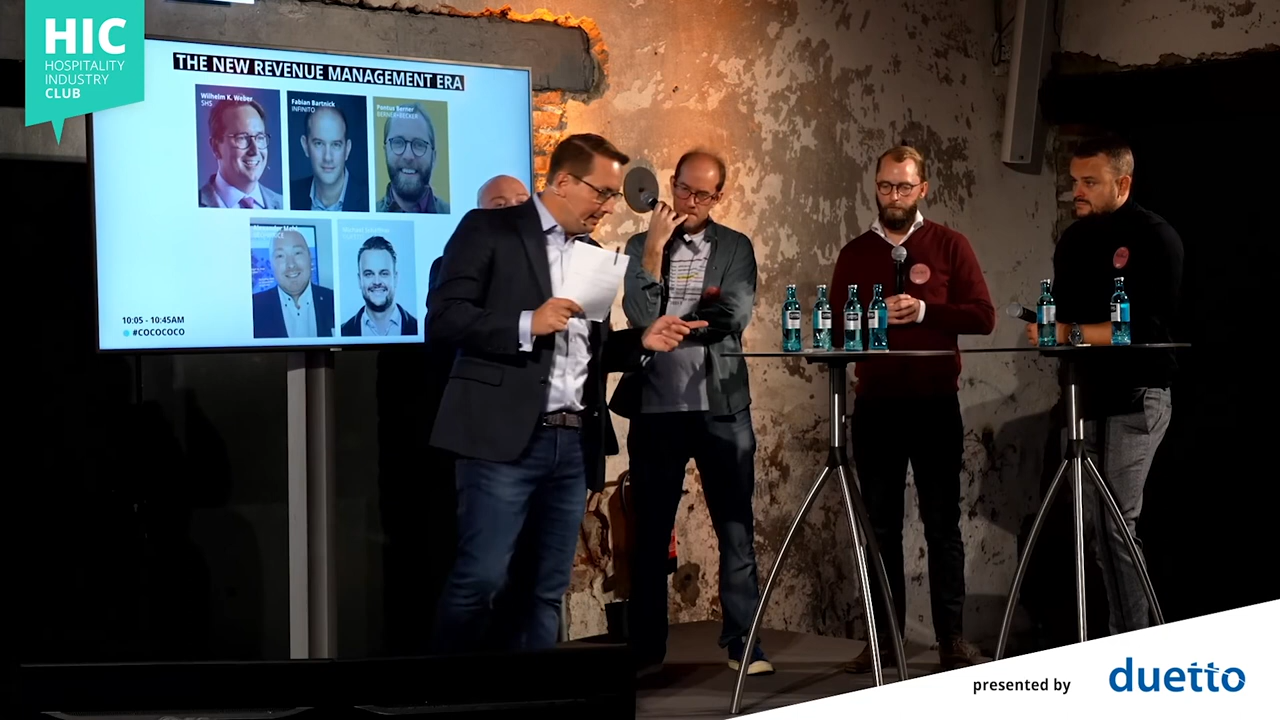 HIC
HOSPITALITY
INDUSTRY
CLUB
THE NEW REVENUE MANAGEMENT ERA
Wilhelm K. Weber
SHS
Fabian Bartnick
INFINITO
Pontus Berner
BERNER+BECKER
10:05 - 10:45AM
#COCOCOCO
presented by
duetto